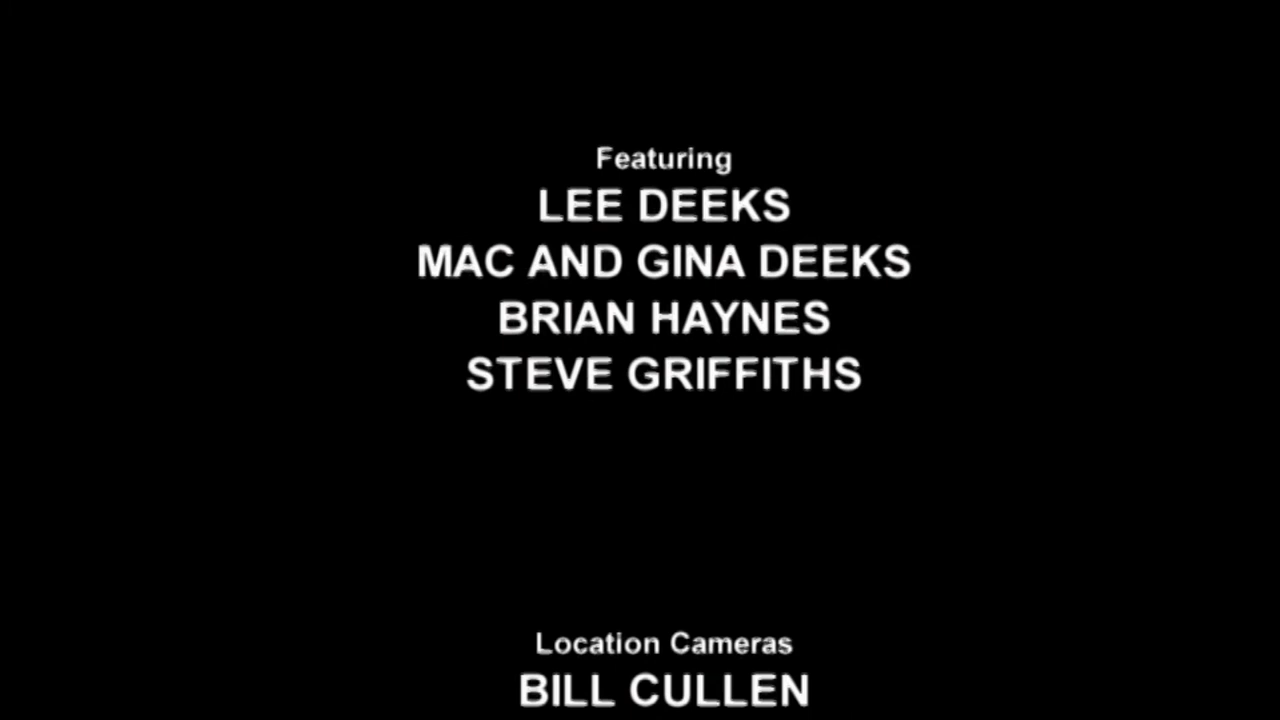 Featuring
LEE DEEKS
MAC AND GINA DEEKS
BRIAN HAYNES
STEVE GRIFFITHS
Location Cameras
BILL CULLEN